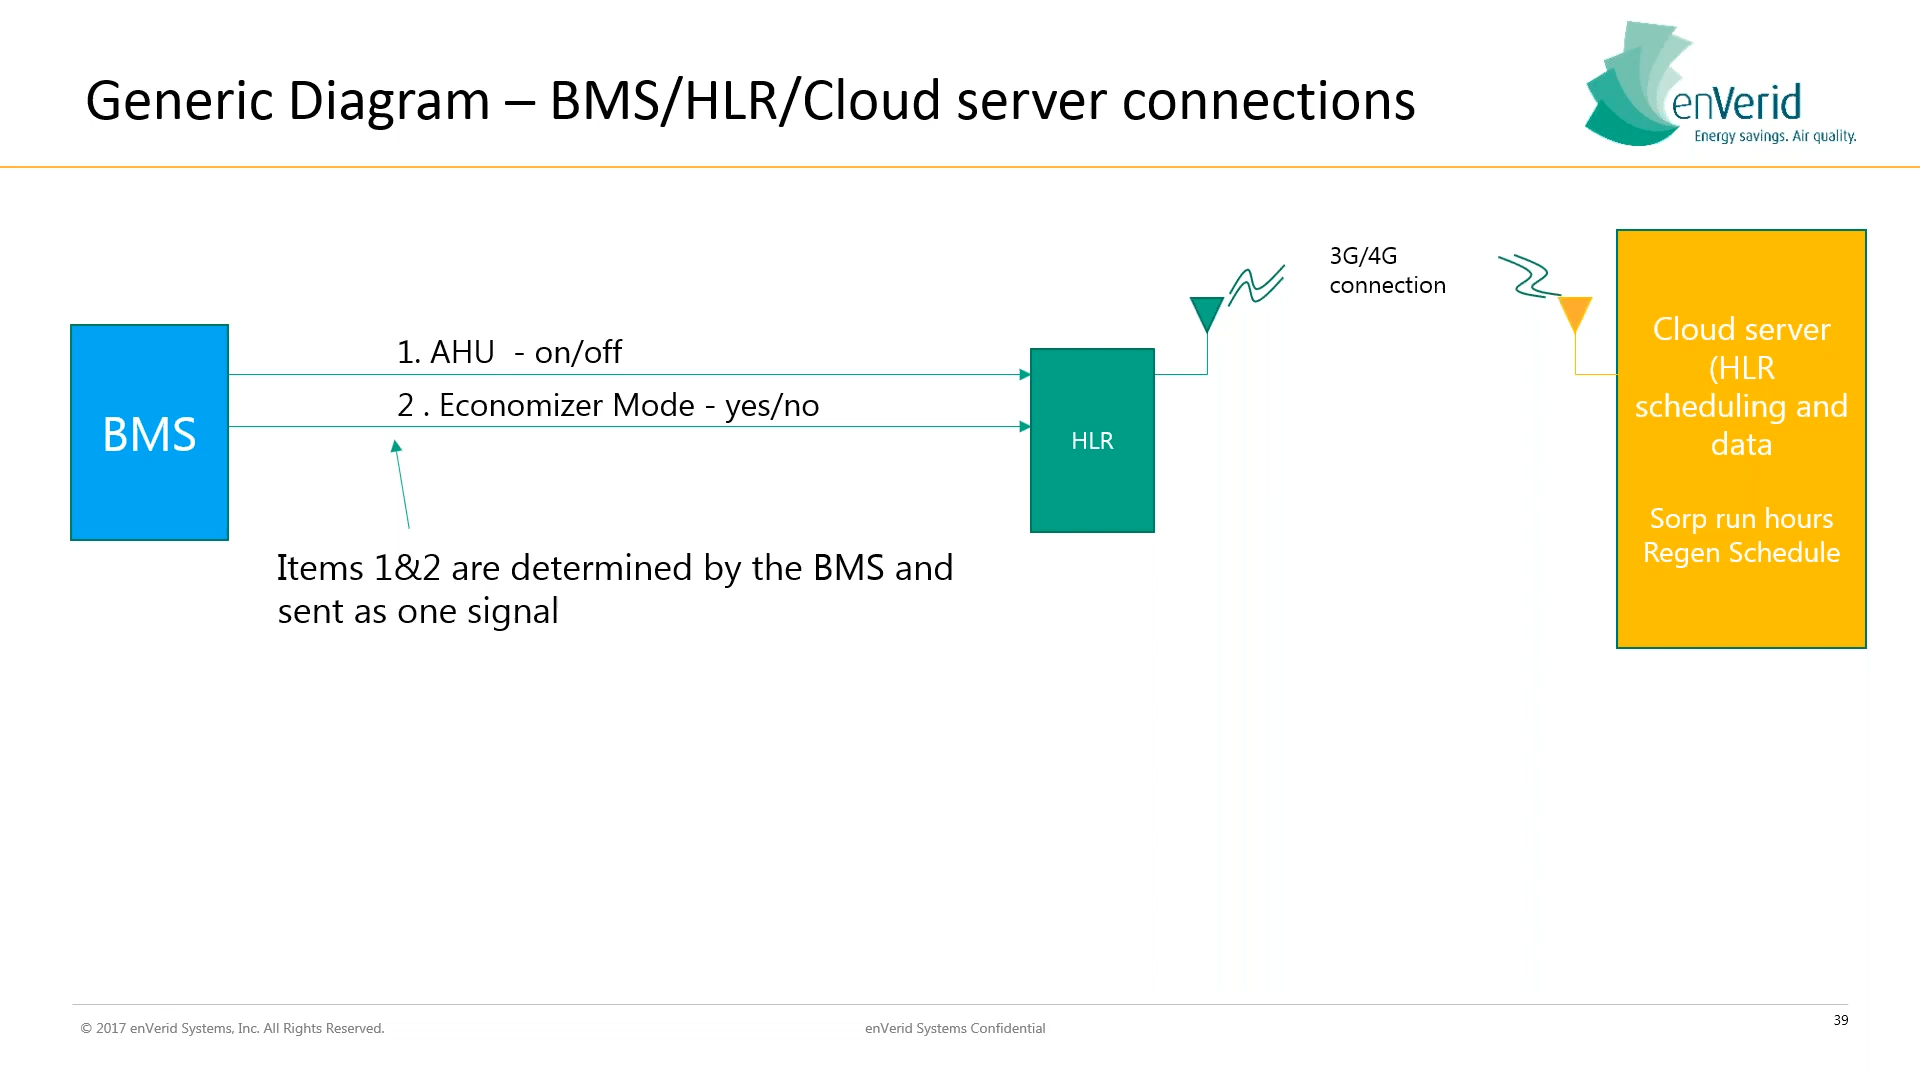 Generic Diagram – BMS/HLR/Cloud server connections
enVerid
Energy savings. Air quality.
3G/4G
connection
1. AHU  - on/off
2 . Economizer Mode - yes/no
BMS
HLR
Cloud server
(HLR
scheduling and
data
Sorp run hours
Regen Schedule
Items 1&2 are determined by the BMS and
sent as one signal
© 2017 enVerid Systems, Inc. All Rights Reserved.
enVerid Systems Confidential
39